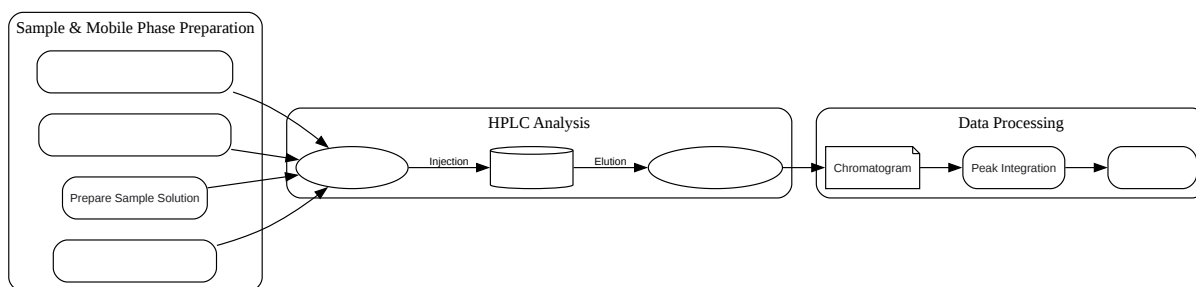 Sample & Mobile Phase Preparation
Prepare Sample Solution
HPLC Analysis
Injection
Elution
Data Processing
Chromatogram
Peak Integration